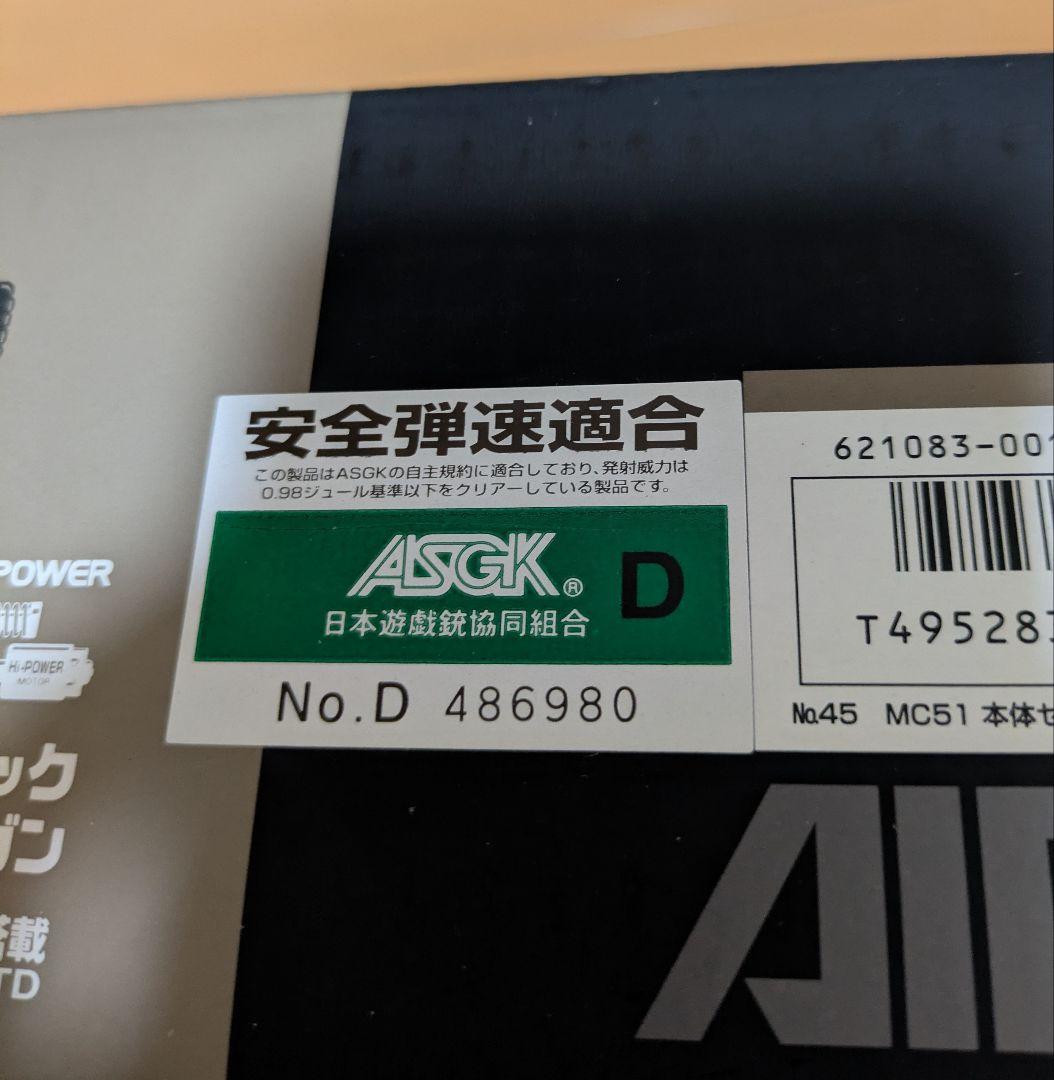 安全弾速適合
この製品はASGKの自主規約に適合しており、発射威力は
0.98ジュール基準以下をクリアーしている製品です。
ASGK® D
日本遊戯銃協同組合
No.D 486980
621083-001
T495283
№45 MC51 本体セ
POWER
Hi-POWER
MOTOR
ック
ガン
搭載
TD
AI